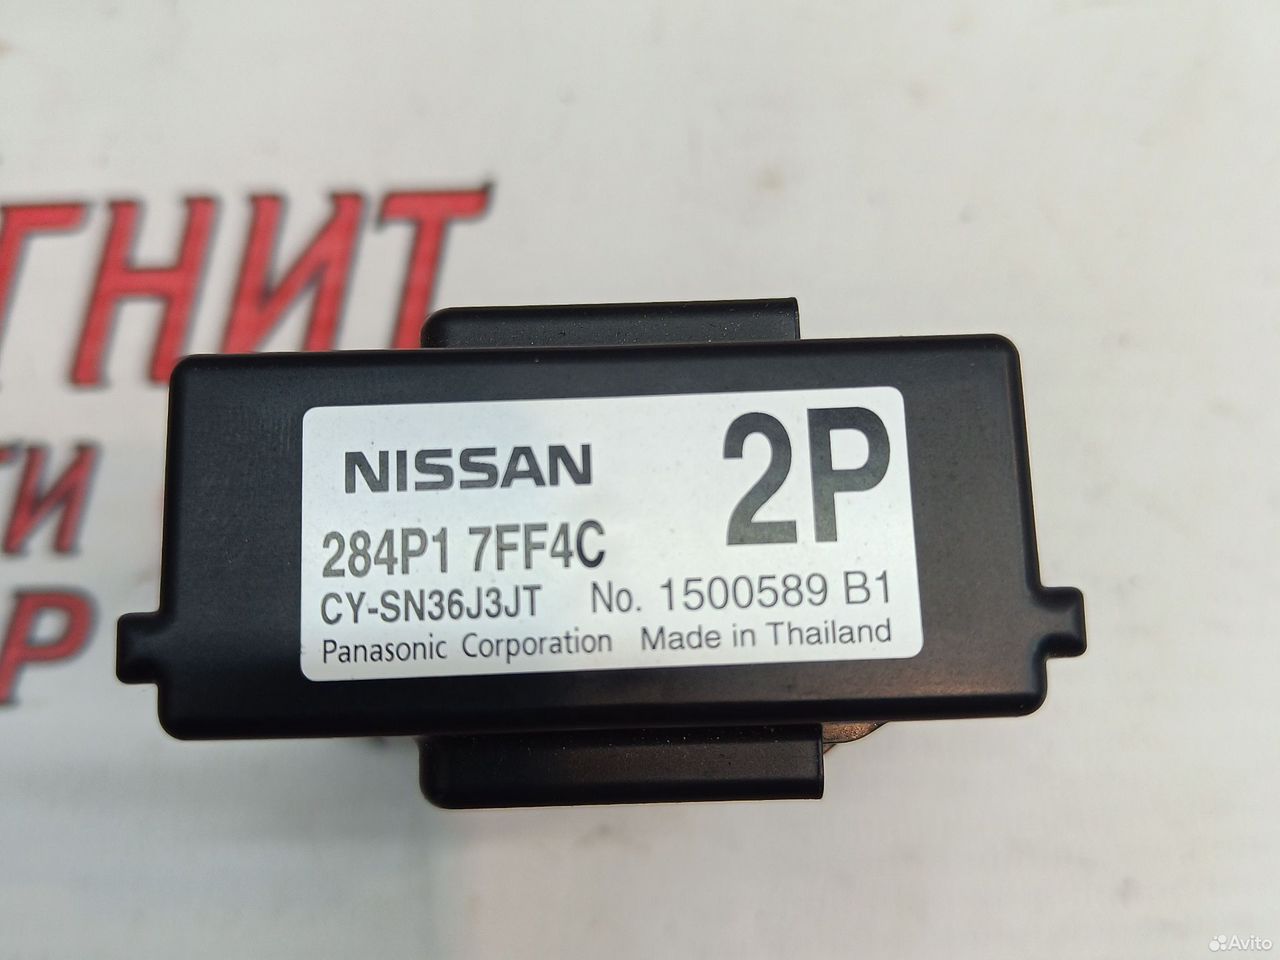 ГНИТ
ТИ
Р
NISSAN
2P
284P1 7FF4C
CY-SN36J3JT No. 1500589 B1
Panasonic Corporation Made in Thailand
Avito